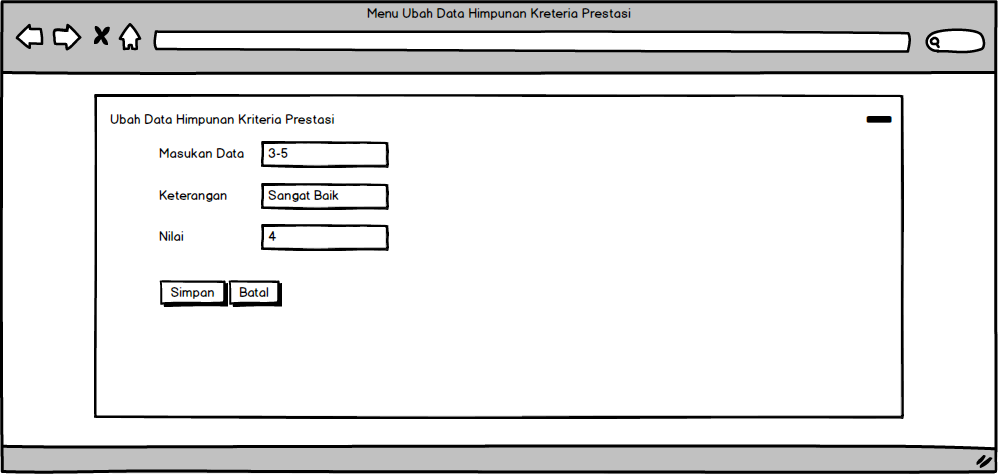 Menu Ubah Data Himpunan Kreteria Prestasi
Ubah Data Himpunan Kriteria Prestasi
Masukan Data 3-5
Keterangan Sangat Baik
Nilai 4
Simpan Batal